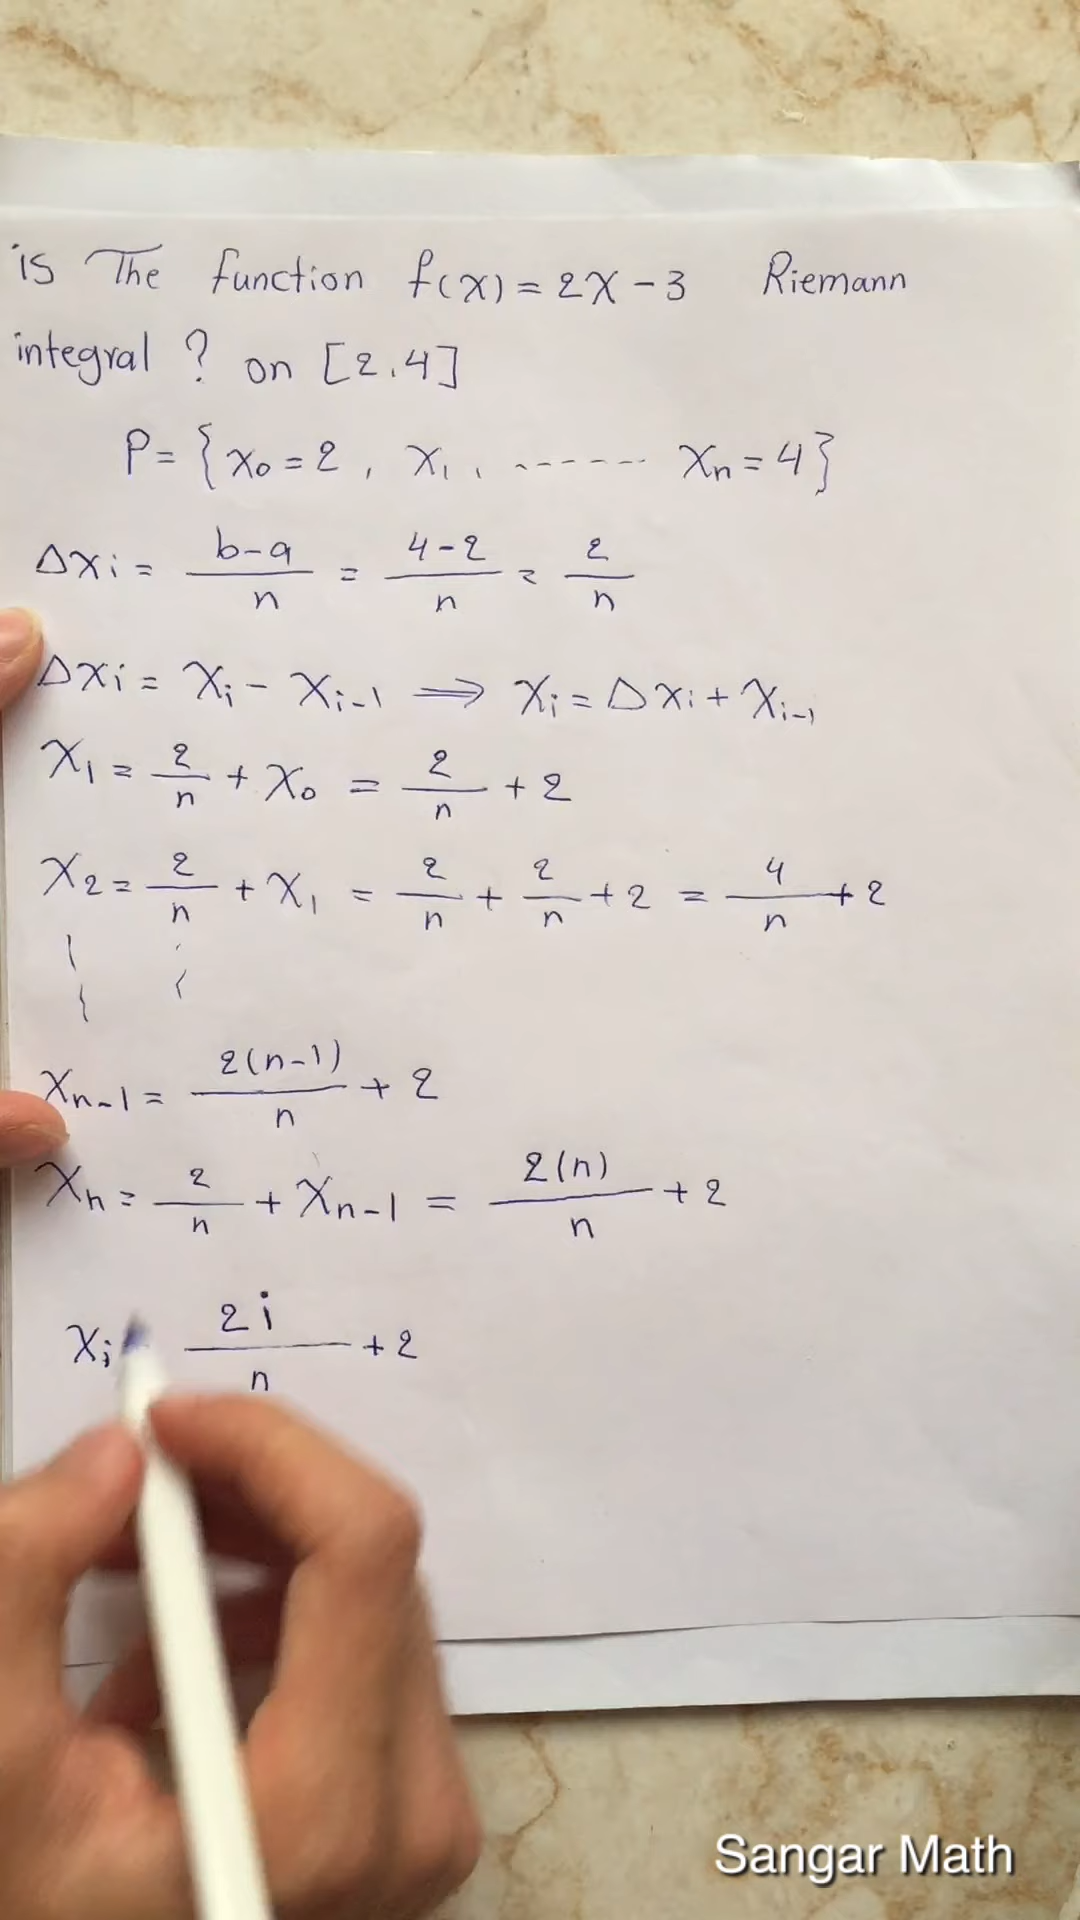 is The function f(x) = 2x - 3 Riemann
integral ? on [2.4]
P = { x₀ = 2 , x₁ , ------ xₙ = 4 }
Δxᵢ = (b-a)/n = (4-2)/n = 2/n
Δxᵢ = xᵢ - xᵢ₋₁ ⟹ xᵢ = Δxᵢ + xᵢ₋₁
x₁ = 2/n + x₀ = 2/n + 2
x₂ = 2/n + x₁ = 2/n + 2/n + 2 = 4/n + 2
xₙ₋₁ = 2(n-1)/n + 2
xₙ = 2/n + xₙ₋₁ = 2(n)/n + 2
xᵢ 2i/n + 2
Sangar Math